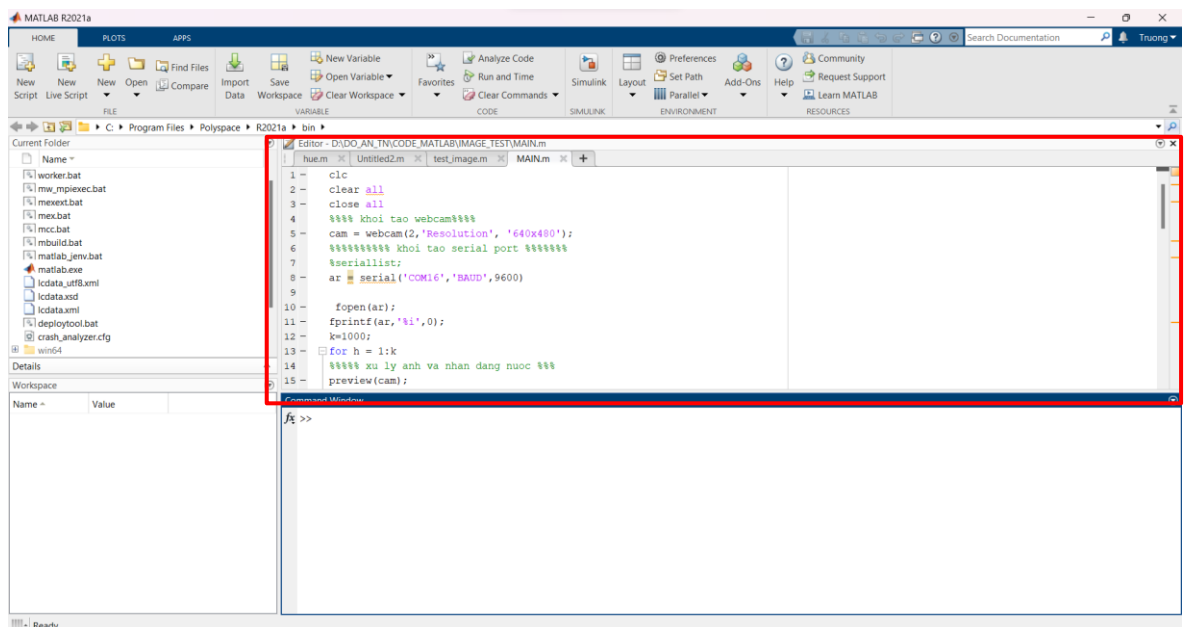 MATLAB R2021a
HOME PLOTS APPS
Search Documentation Truong
New Script
New Live Script
New
Open
Find Files
Compare
Import Data
Save Workspace
New Variable
Open Variable
Clear Workspace
Favorites
Analyze Code
Run and Time
Clear Commands
Simulink
Layout
Preferences
Set Path
Parallel
Add-Ons
Help
Community
Request Support
Learn MATLAB
FILE VARIABLE CODE SIMULINK ENVIRONMENT RESOURCES
C: Program Files Polyspace R2021a bin
Current Folder
Name
worker.bat
mw_mpiexec.bat
mexext.bat
mex.bat
mcc.bat
mbuild.bat
matlab_jenv.bat
matlab.exe
lcdata_utf8.xml
lcdata.xsd
lcdata.xml
deploytool.bat
crash_analyzer.cfg
win64
Details
Workspace
Name Value
Editor - D:\DO_AN_TN\CODE_MATLAB\IMAGE_TEST\MAIN.m
hue.m Untitled2.m test_image.m MAIN.m
1 - clc
2 - clear all
3 - close all
4 %%%% khoi tao webcam%%%%
5 - cam = webcam(2,'Resolution', '640x480');
6 %%%%%%%%%% khoi tao serial port %%%%%%%
7 %seriallist;
8 - ar = serial('COM16','BAUD',9600)
9
10 - fopen(ar);
11 - fprintf(ar,'%i',0);
12 - k=1000;
13 - for h = 1:k
14 %%%%% xu ly anh va nhan dang nuoc %%%
15 - preview(cam);
Command Window
fx >>
Ready